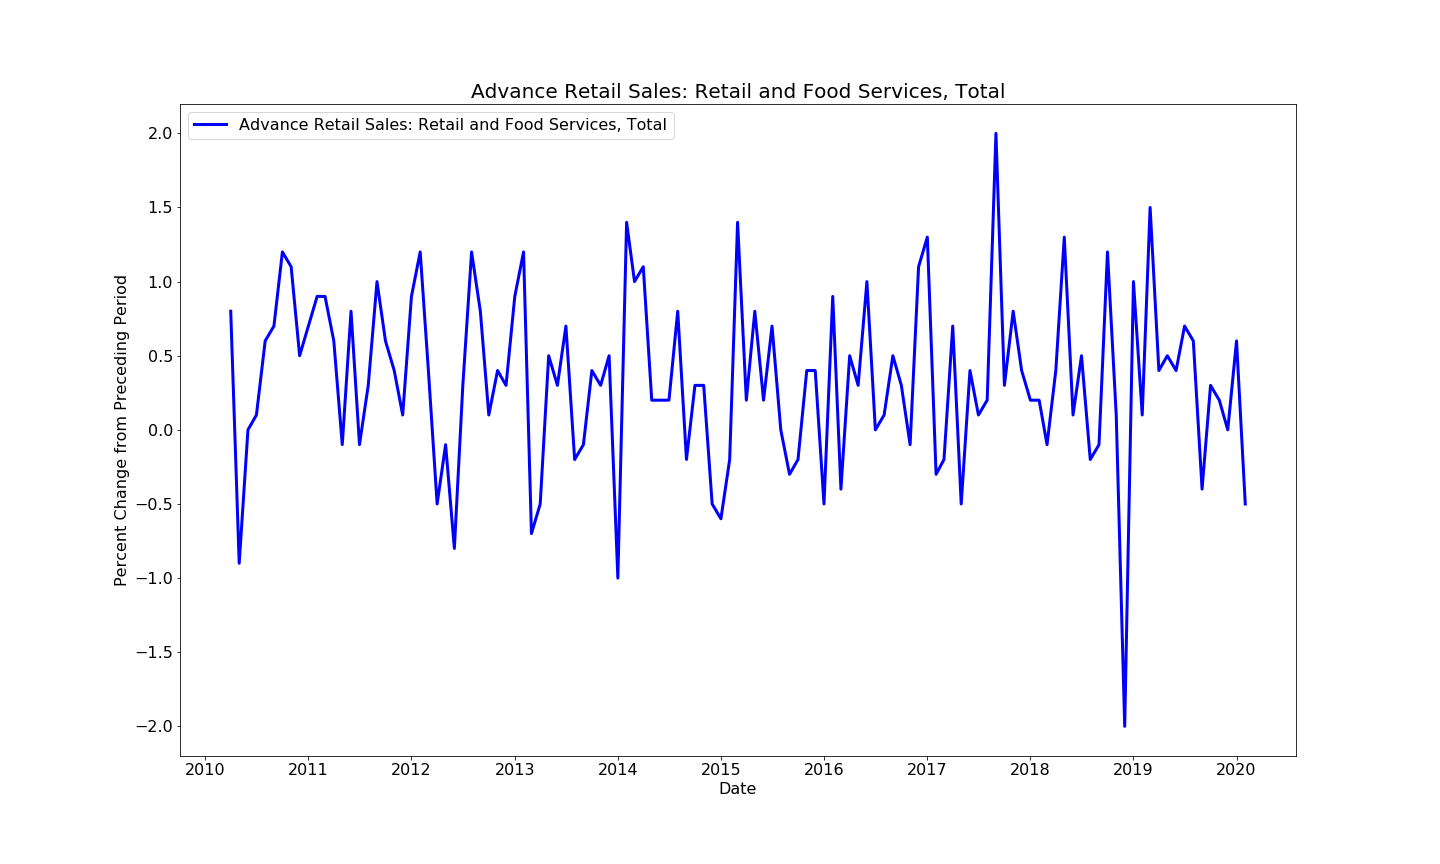 Advance Retail Sales: Retail and Food Services, Total
Advance Retail Sales: Retail and Food Services, Total
Percent Change from Preceding Period
2.0
1.5
1.0
0.5
0.0
−0.5
−1.0
−1.5
−2.0
2010 2011 2012 2013 2014 2015 2016 2017 2018 2019 2020
Date